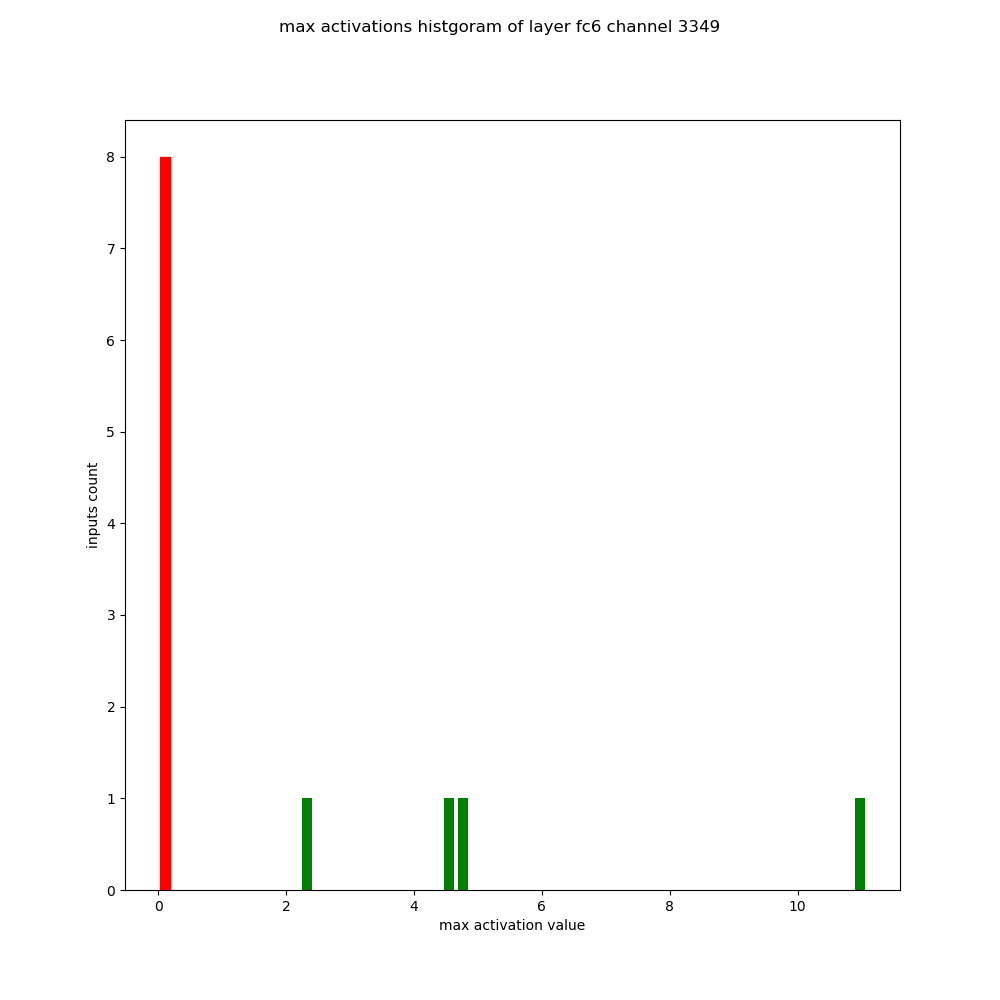 max activations histgoram of layer fc6 channel 3349
8
7
6
5
4
3
2
1
0
inputs count
0 2 4 6 8 10
max activation value